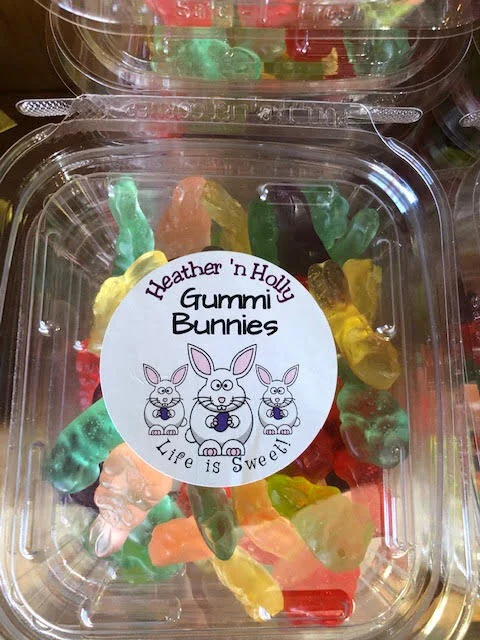 Heather 'n Holly
Gummi
Bunnies
Life is Sweet!